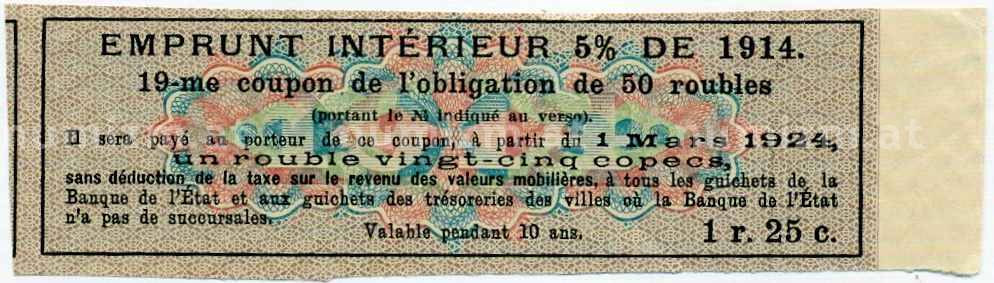 EMPRUNT INTÉRIEUR 5% DE 1914.
19-me coupon de l'obligation de 50 roubles
(portant le № indiqué au verso).
Il sera payé au porteur de ce coupon, à partir du 1 Mars 1924,
un rouble vingt-cinq copecs,
sans déduction de la taxe sur le revenu des valeurs mobilières, à tous les guichets de la
Banque de l'État et aux guichets des trésoreries des villes où la Banque de l'État
n'a pas de succursales.
Valable pendant 10 ans.
1 r. 25 c.